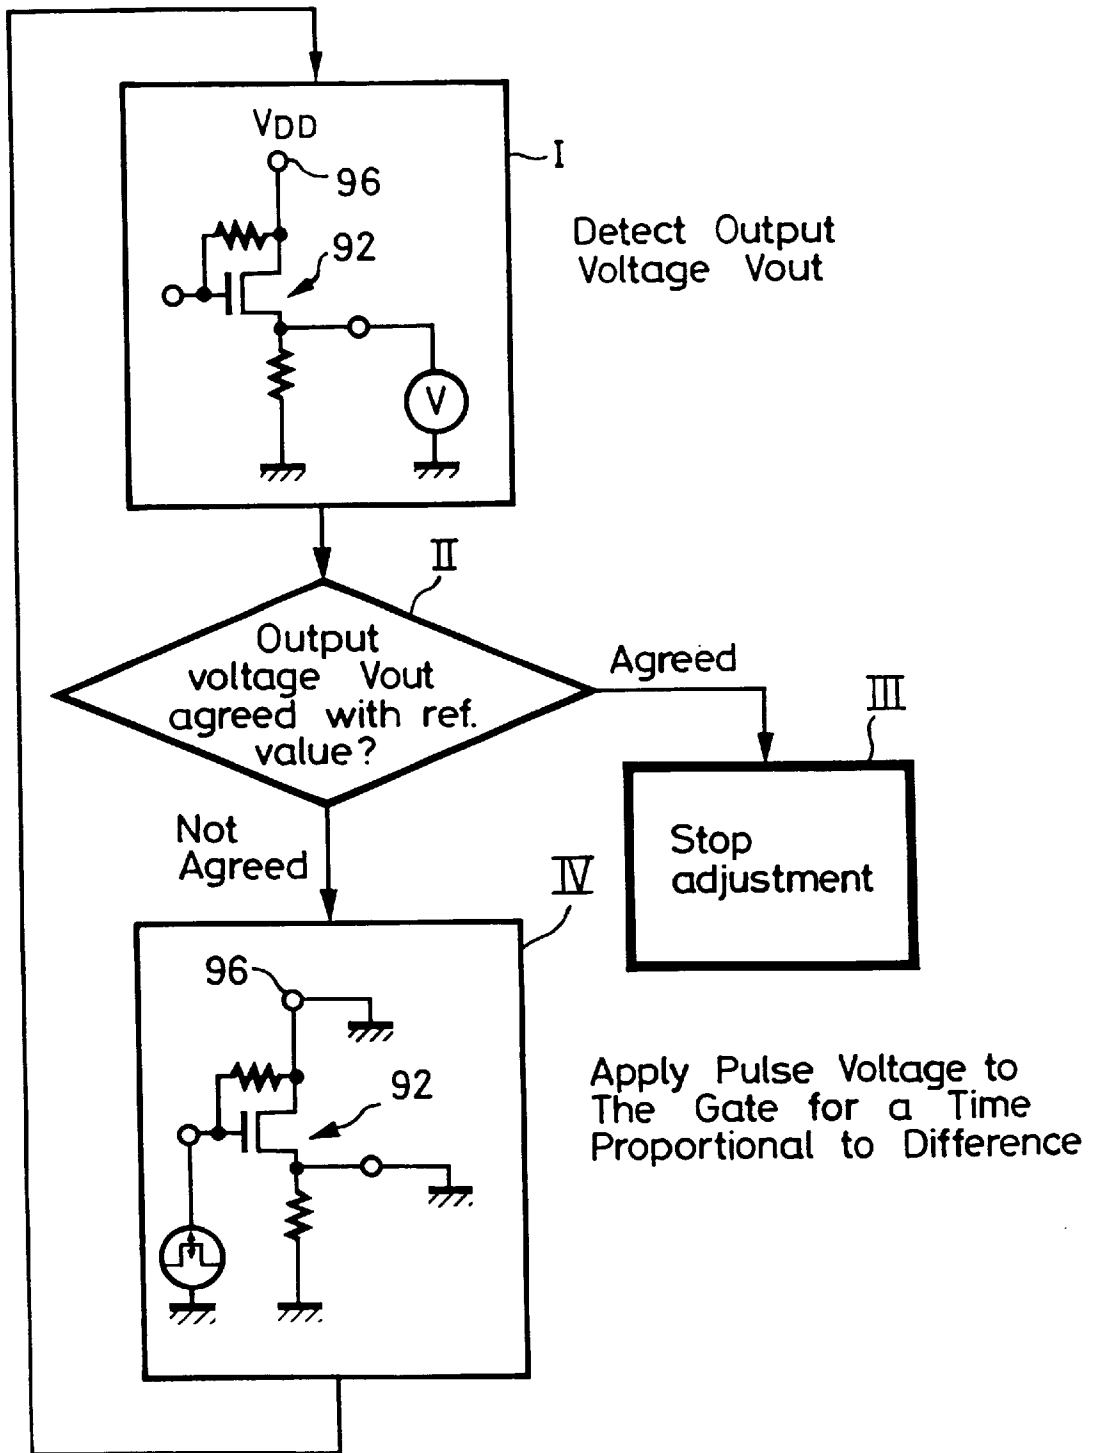 VDD
96
I
92
Detect Output
Voltage Vout
V
II
Output
voltage Vout
agreed with ref.
value?
Agreed
III
Not
Agreed
Stop
adjustment
IV
96
92
Apply Pulse Voltage to
The Gate for a Time
Proportional to Difference